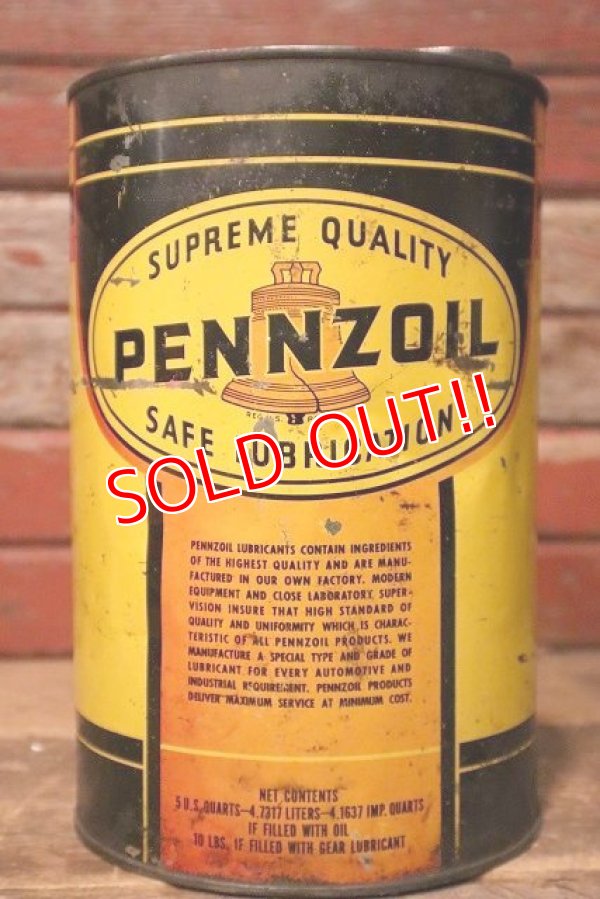 SUPREME QUALITY
PENNZOIL
SAFE LUBRICATION
SOLD OUT!!
PENNZOIL LUBRICANTS CONTAIN INGREDIENTS
OF THE HIGHEST QUALITY AND ARE MANU-
FACTURED IN OUR OWN FACTORY. MODERN
EQUIPMENT AND CLOSE LABORATORY SUPER-
VISION INSURE THAT HIGH STANDARD OF
QUALITY AND UNIFORMITY WHICH IS CHARAC-
TERISTIC OF ALL PENNZOIL PRODUCTS. WE
MANUFACTURE A SPECIAL TYPE AND GRADE OF
LUBRICANT FOR EVERY AUTOMOTIVE AND
INDUSTRIAL REQUIREMENT. PENNZOIL PRODUCTS
DELIVER MAXIMUM SERVICE AT MINIMUM COST.
NET CONTENTS
5 U.S. QUARTS—4.7317 LITERS—4.1637 IMP. QUARTS
IF FILLED WITH OIL
10 LBS. IF FILLED WITH GEAR LUBRICANT